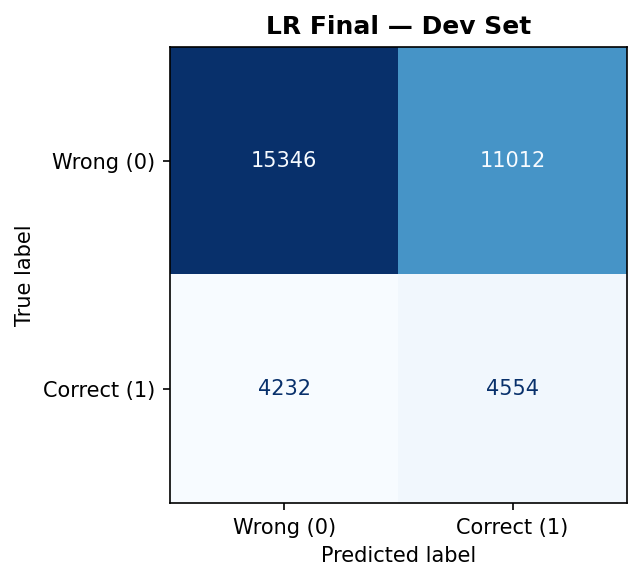 LR Final — Dev Set
True label
Wrong (0)
15346
11012
Correct (1)
4232
4554
Wrong (0)
Correct (1)
Predicted label